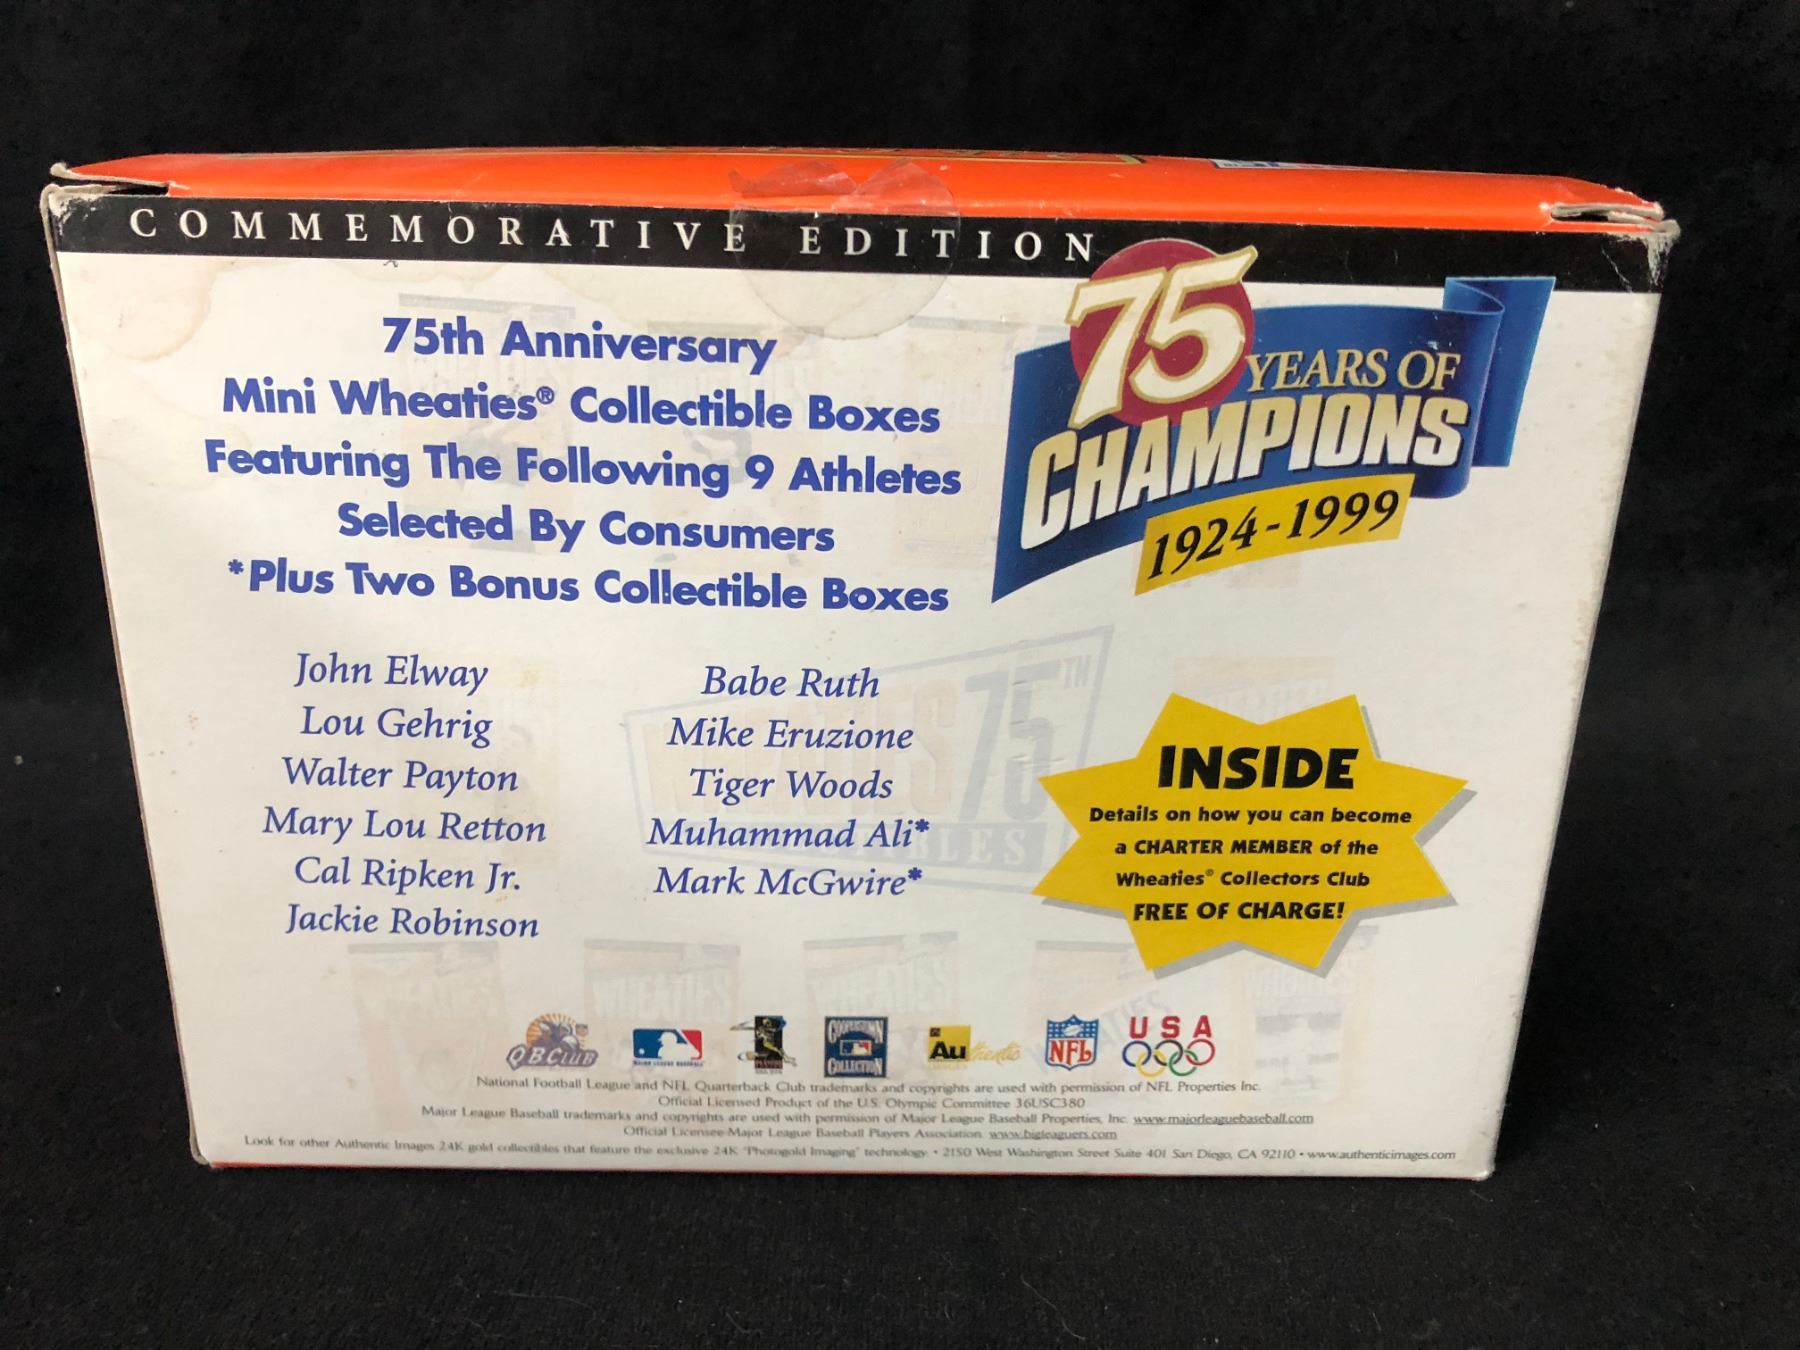 COMMEMORATIVE EDITION
75th Anniversary
Mini Wheaties® Collectible Boxes
Featuring The Following 9 Athletes
Selected By Consumers
*Plus Two Bonus Collectible Boxes
75
YEARS OF
CHAMPIONS
1924-1999
John Elway
Lou Gehrig
Walter Payton
Mary Lou Retton
Cal Ripken Jr.
Jackie Robinson
Babe Ruth
Mike Eruzione
Tiger Woods
Muhammad Ali*
Mark McGwire*
INSIDE
Details on how you can become
a CHARTER MEMBER of the
Wheaties® Collectors Club
FREE OF CHARGE!
QB CLUB
MAJOR LEAGUE BASEBALL
COOPERSTOWN
COLLECTION
Authentic
IMAGES
NFL
USA
National Football League and NFL Quarterback Club trademarks and copyrights are used with permission of NFL Properties Inc.
Official Licensed Product of the U.S. Olympic Committee 36USC380
Major League Baseball trademarks and copyrights are used with permission of Major League Baseball Properties, Inc. www.majorleaguebaseball.com
Official Licensee-Major League Baseball Players Association www.bigleaguers.com
Look for other Authentic Images 24K gold collectibles that feature the exclusive 24K "Photogold Imaging" technology • 2150 West Washington Street Suite 401 San Diego, CA 92110 • www.authenticimages.com